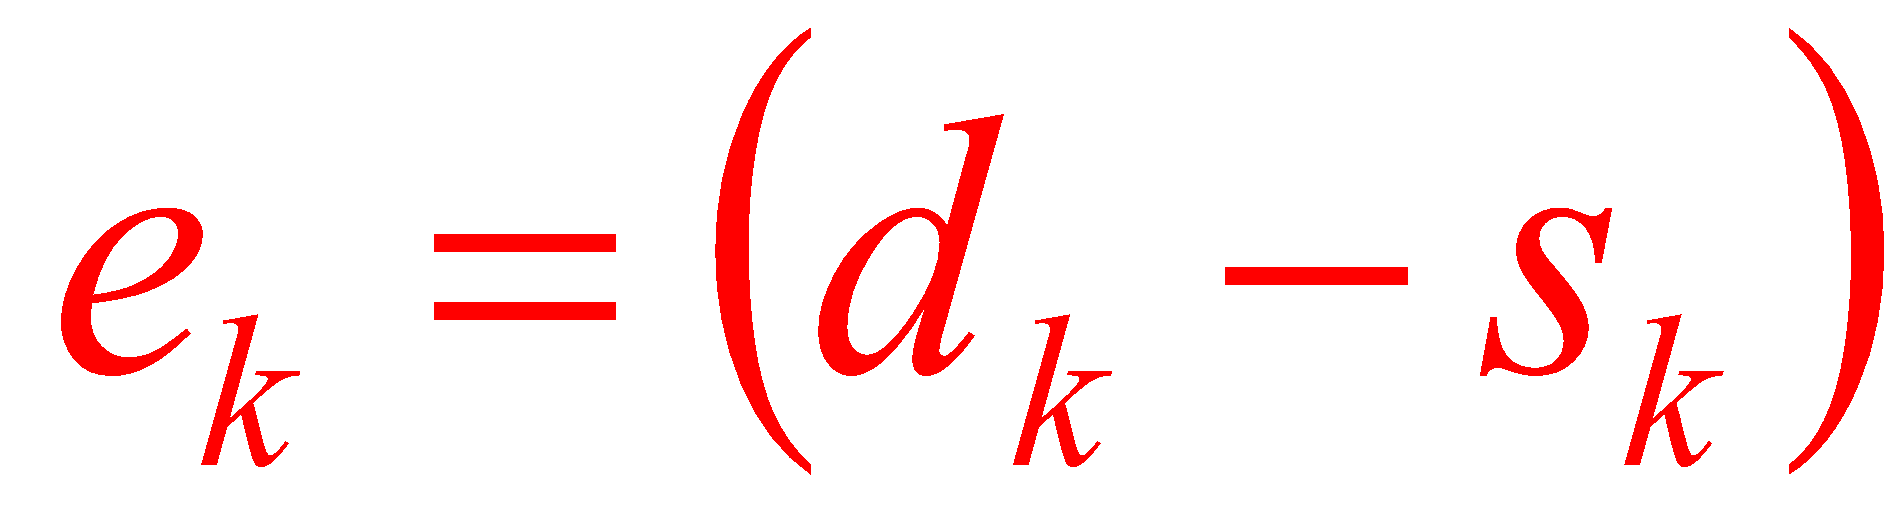 e_k = (d_k − s_k)